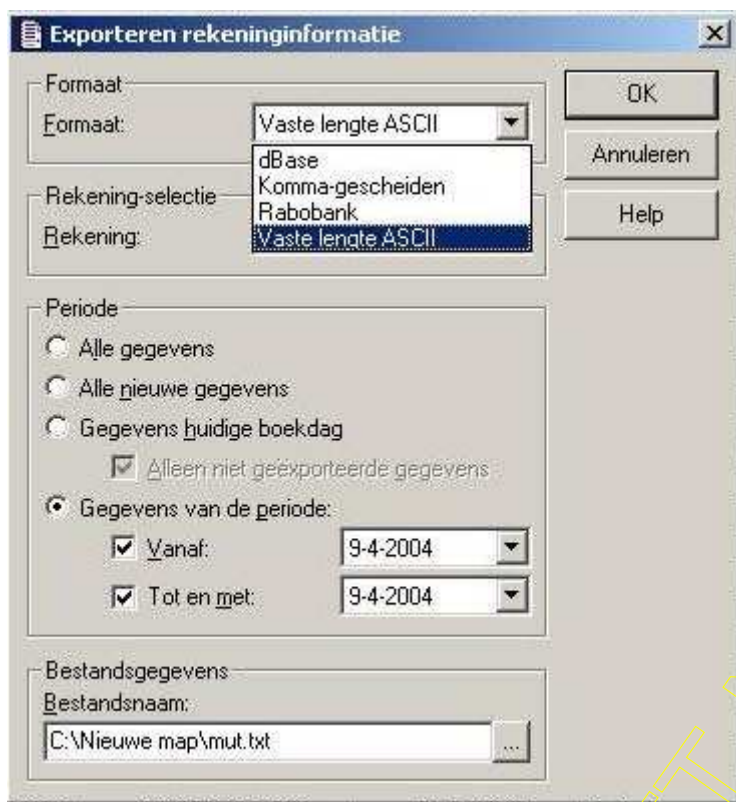 Exporteren rekeninginformatie
Formaat
Formaat: Vaste lengte ASCII
dBase
Komma-gescheiden
Rabobank
Vaste lengte ASCII
Rekening-selectie
Rekening:
Periode
Alle gegevens
Alle nieuwe gegevens
Gegevens huidige boekdag
Alleen niet geëxporteerde gegevens
Gegevens van de periode:
Vanaf: 9-4-2004
Tot en met: 9-4-2004
Bestandsgegevens
Bestandsnaam:
C:\Nieuwe map\mut.txt ...
OK
Annuleren
Help